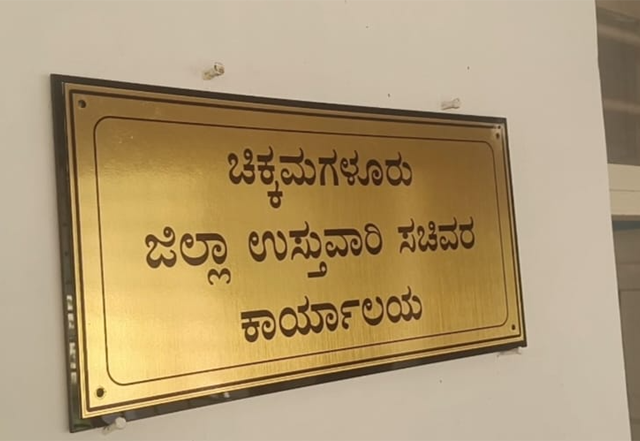 ಚಿಕ್ಕಮಗಳೂರು
ಜಿಲ್ಲಾ ಉಸ್ತುವಾರಿ ಸಚಿವರ
ಕಾರ್ಯಾಲಯ